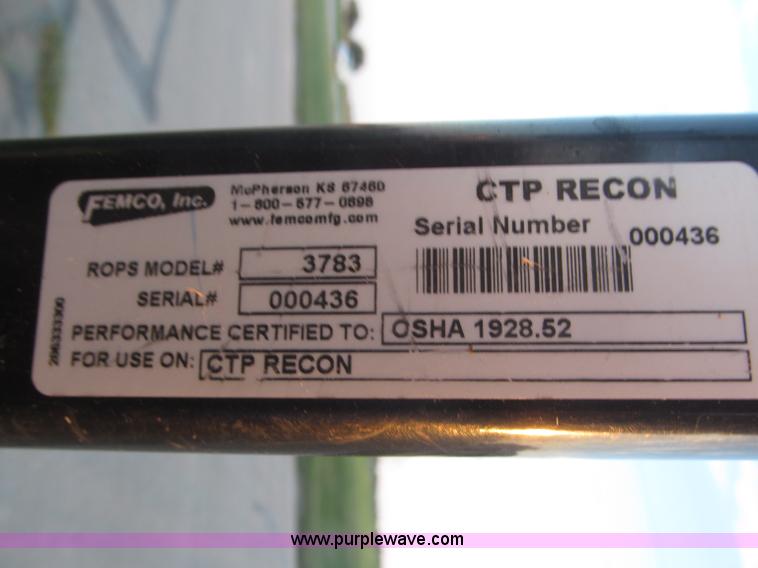 FEMCO, Inc.
McPherson KS 67460
1-800-677-0898
www.femcomfg.com
CTP RECON
Serial Number 000436
ROPS MODEL# 3783
SERIAL# 000436
PERFORMANCE CERTIFIED TO: OSHA 1928.52
FOR USE ON: CTP RECON
www.purplewave.com